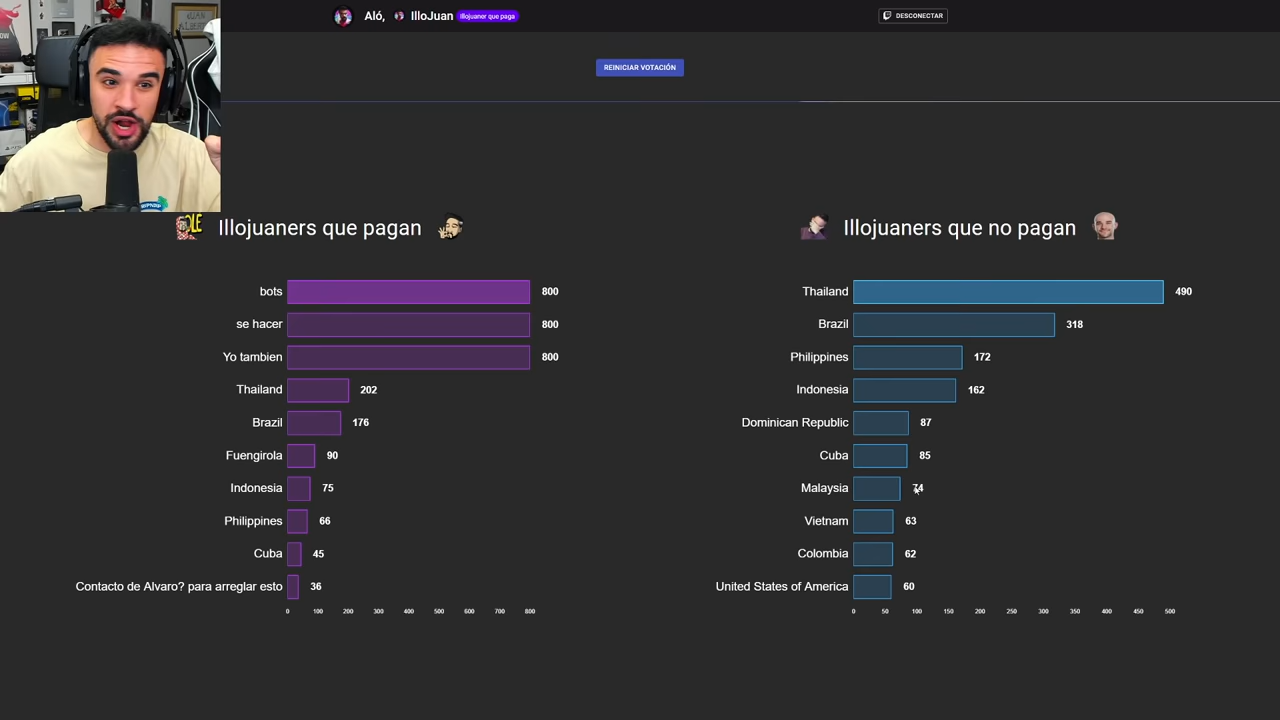 Aló, IlloJuan Illojuaner que paga
DESCONECTAR
REINICIAR VOTACIÓN
Illojuaners que pagan
bots 800
se hacer 800
Yo tambien 800
Thailand 202
Brazil 176
Fuengirola 90
Indonesia 75
Philippines 66
Cuba 45
Contacto de Alvaro? para arreglar esto 36
0 100 200 300 400 500 600 700 800
Illojuaners que no pagan
Thailand 490
Brazil 318
Philippines 172
Indonesia 162
Dominican Republic 87
Cuba 85
Malaysia 74
Vietnam 63
Colombia 62
United States of America 60
0 50 100 150 200 250 300 350 400 450 500